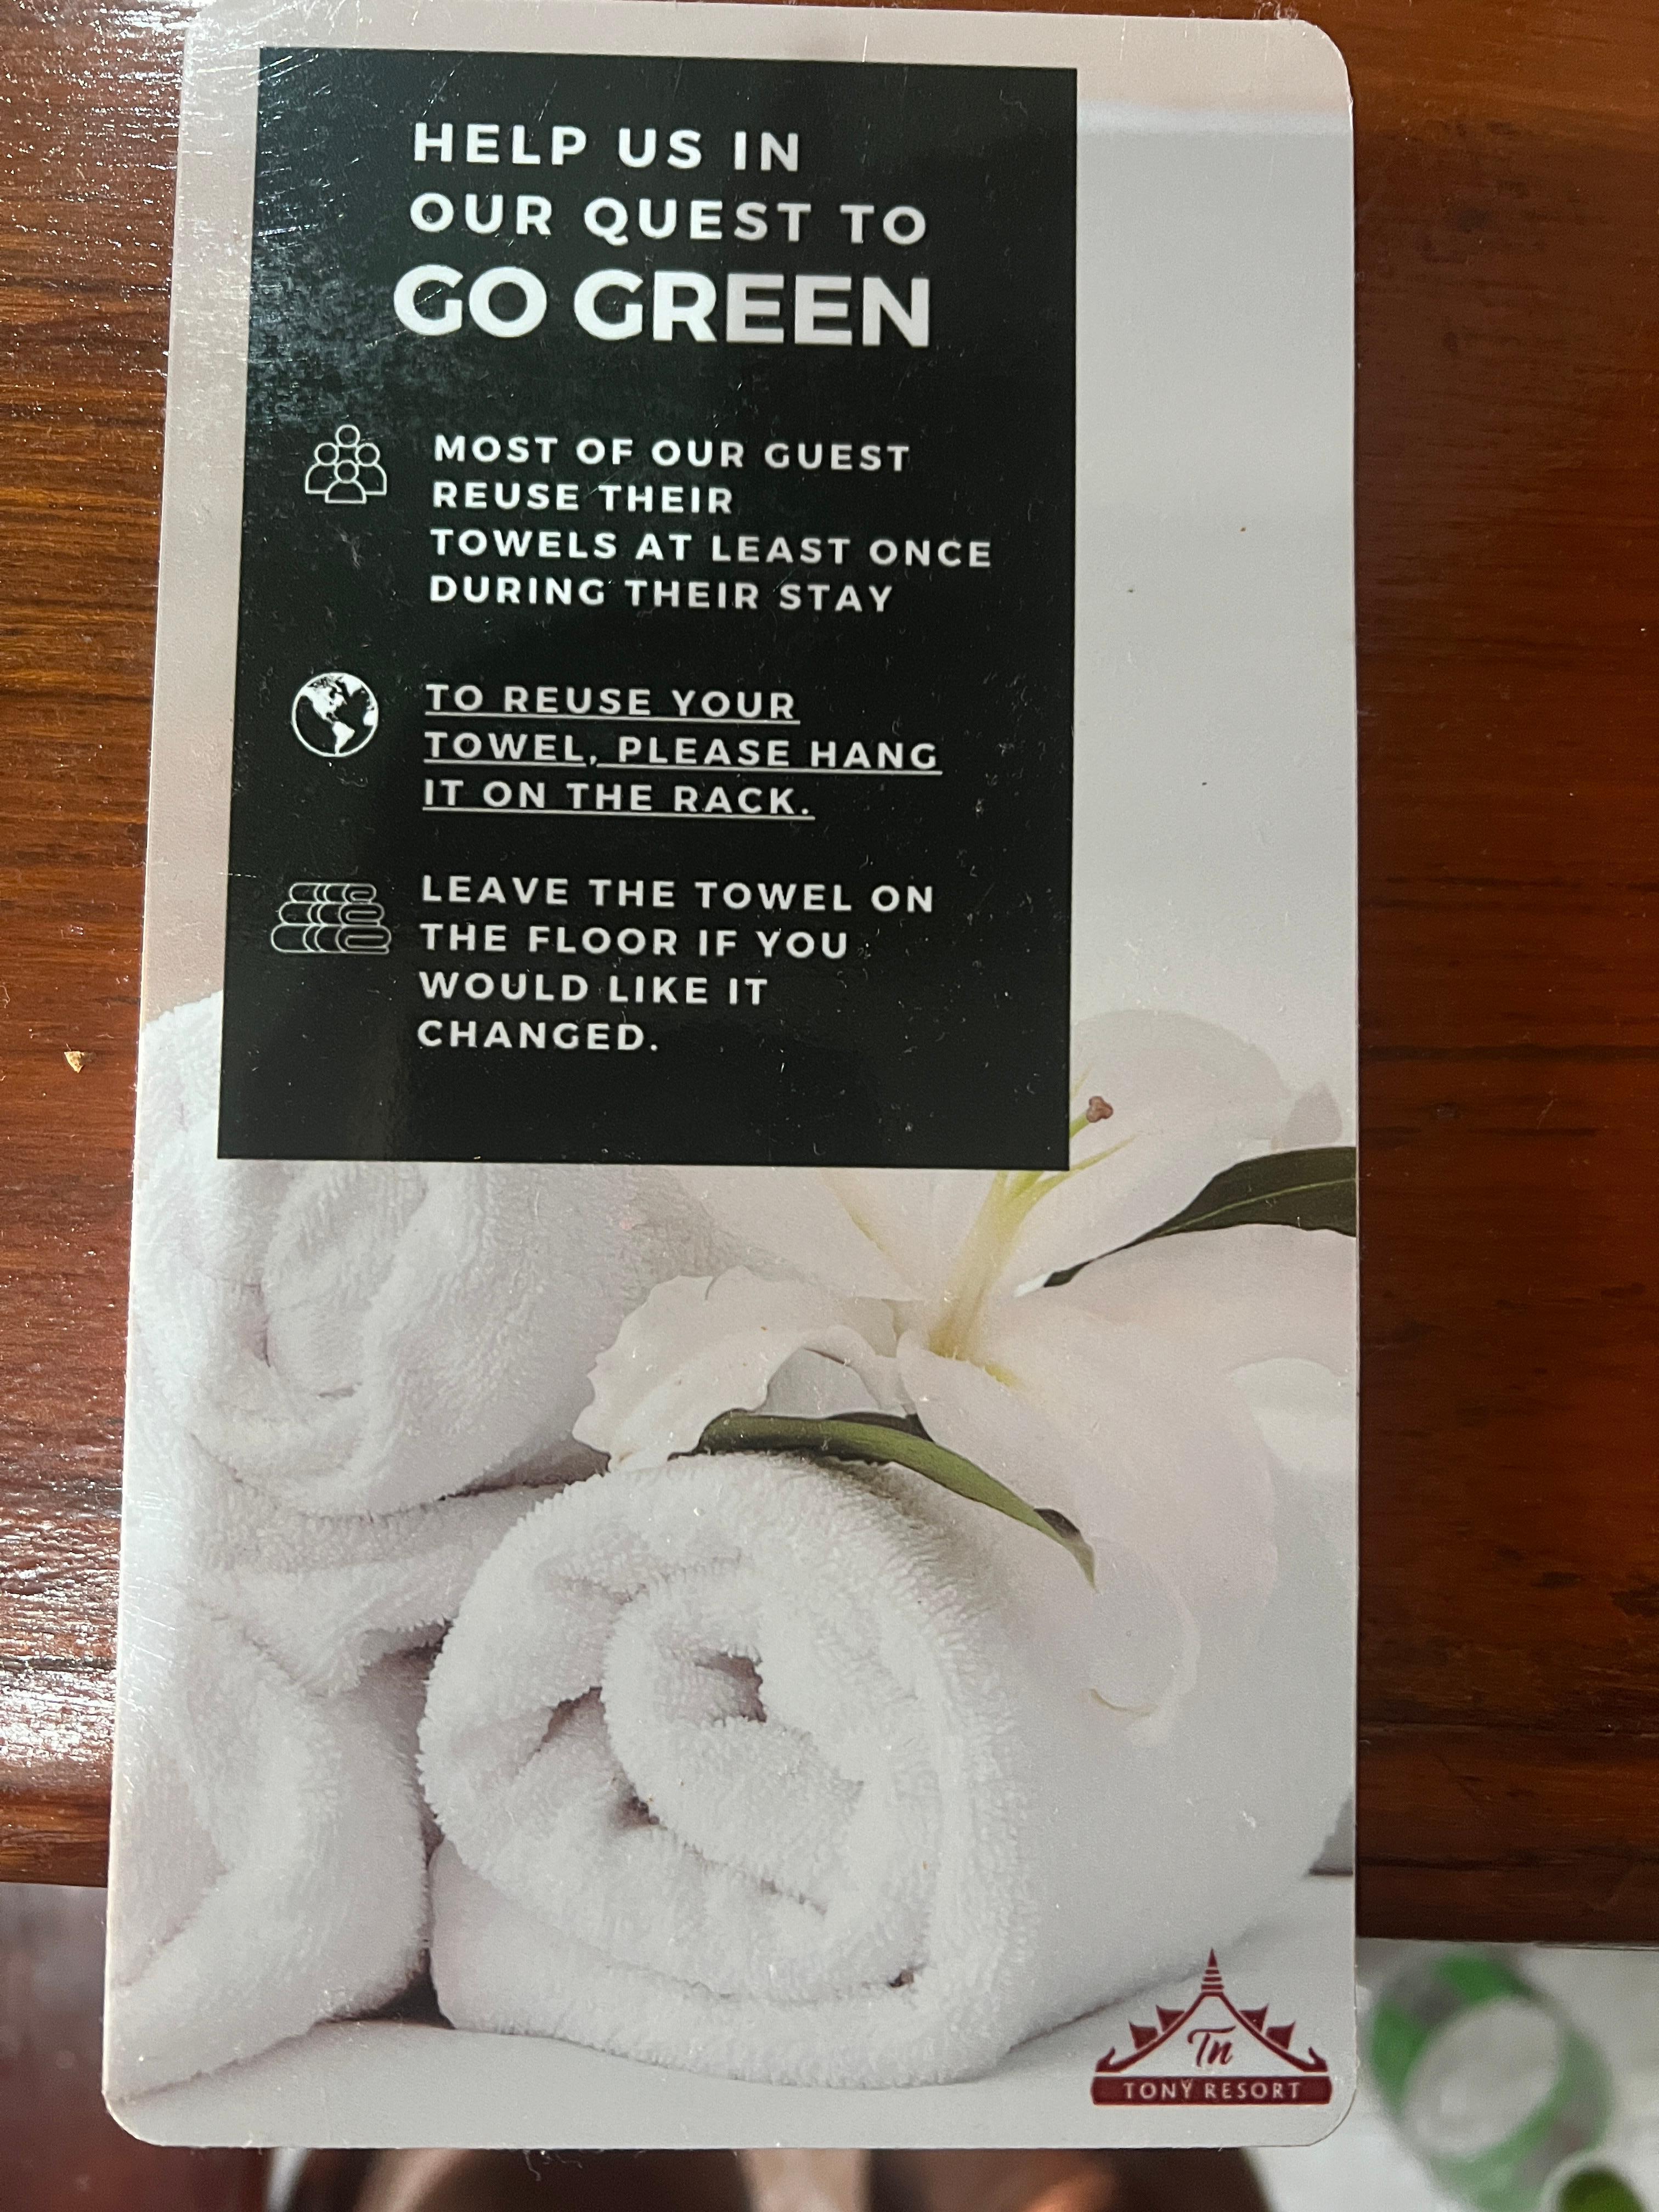 HELP US IN
OUR QUEST TO
GO GREEN
MOST OF OUR GUEST
REUSE THEIR
TOWELS AT LEAST ONCE
DURING THEIR STAY
TO REUSE YOUR
TOWEL, PLEASE HANG
IT ON THE RACK.
LEAVE THE TOWEL ON
THE FLOOR IF YOU
WOULD LIKE IT
CHANGED.
Tn
TONY RESORT